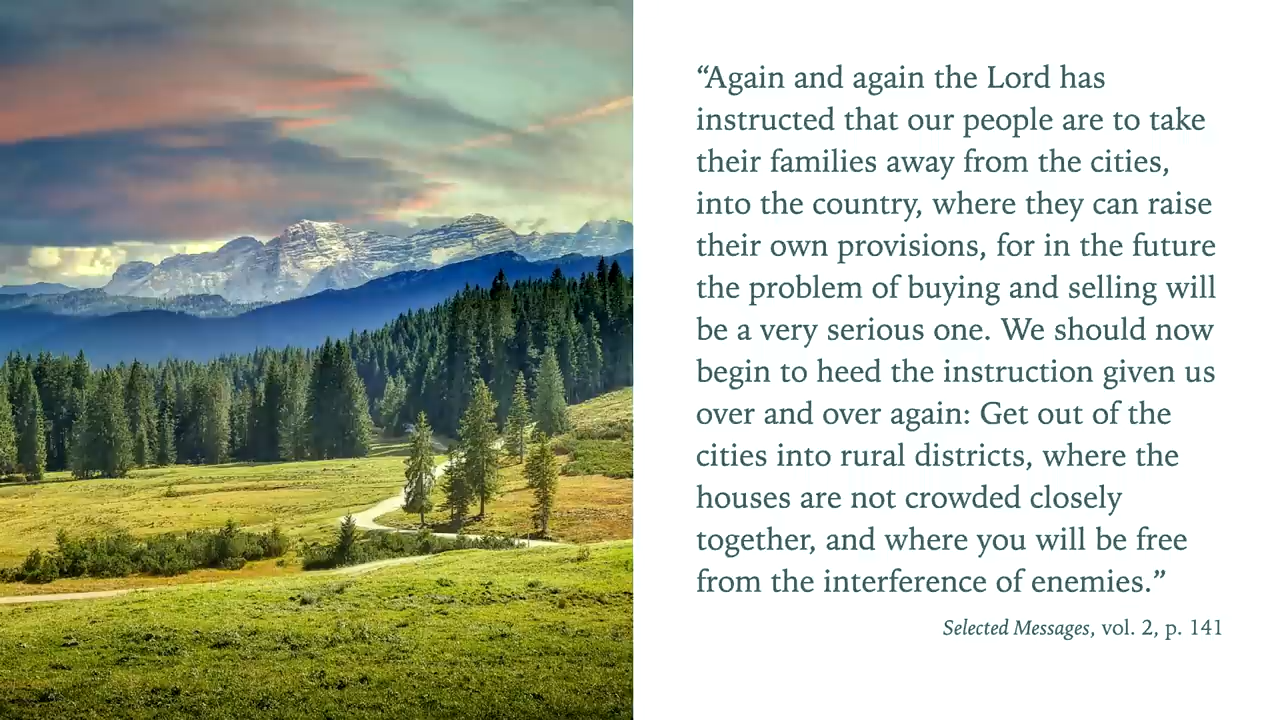 “Again and again the Lord has
instructed that our people are to take
their families away from the cities,
into the country, where they can raise
their own provisions, for in the future
the problem of buying and selling will
be a very serious one. We should now
begin to heed the instruction given us
over and over again: Get out of the
cities into rural districts, where the
houses are not crowded closely
together, and where you will be free
from the interference of enemies.”
Selected Messages, vol. 2, p. 141